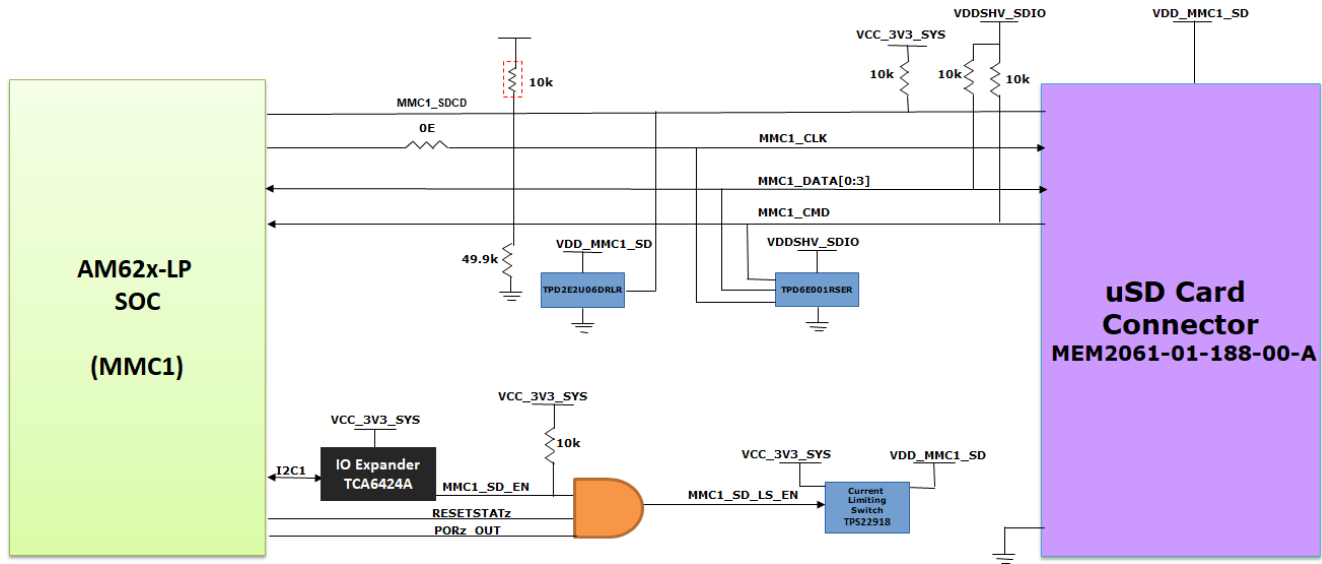 VDDSHV_SDIO
VDD_MMC1_SD
VCC_3V3_SYS
10k
10k
10k
10k
MMC1_SDCD
0E
MMC1_CLK
MMC1_DATA[0:3]
MMC1_CMD
VDD_MMC1_SD
VDDSHV_SDIO
49.9k
TPD2E2U06DRLR
TPD6E001RSER
AM62x-LP
SOC
(MMC1)
uSD Card
Connector
MEM2061-01-188-00-A
VCC_3V3_SYS
VCC_3V3_SYS
10k
I2C1
IO Expander
TCA6424A
MMC1_SD_EN
RESETSTATz
PORz_OUT
MMC1_SD_LS_EN
VCC_3V3_SYS
VDD_MMC1_SD
Current
Limiting
Switch
TPS22918